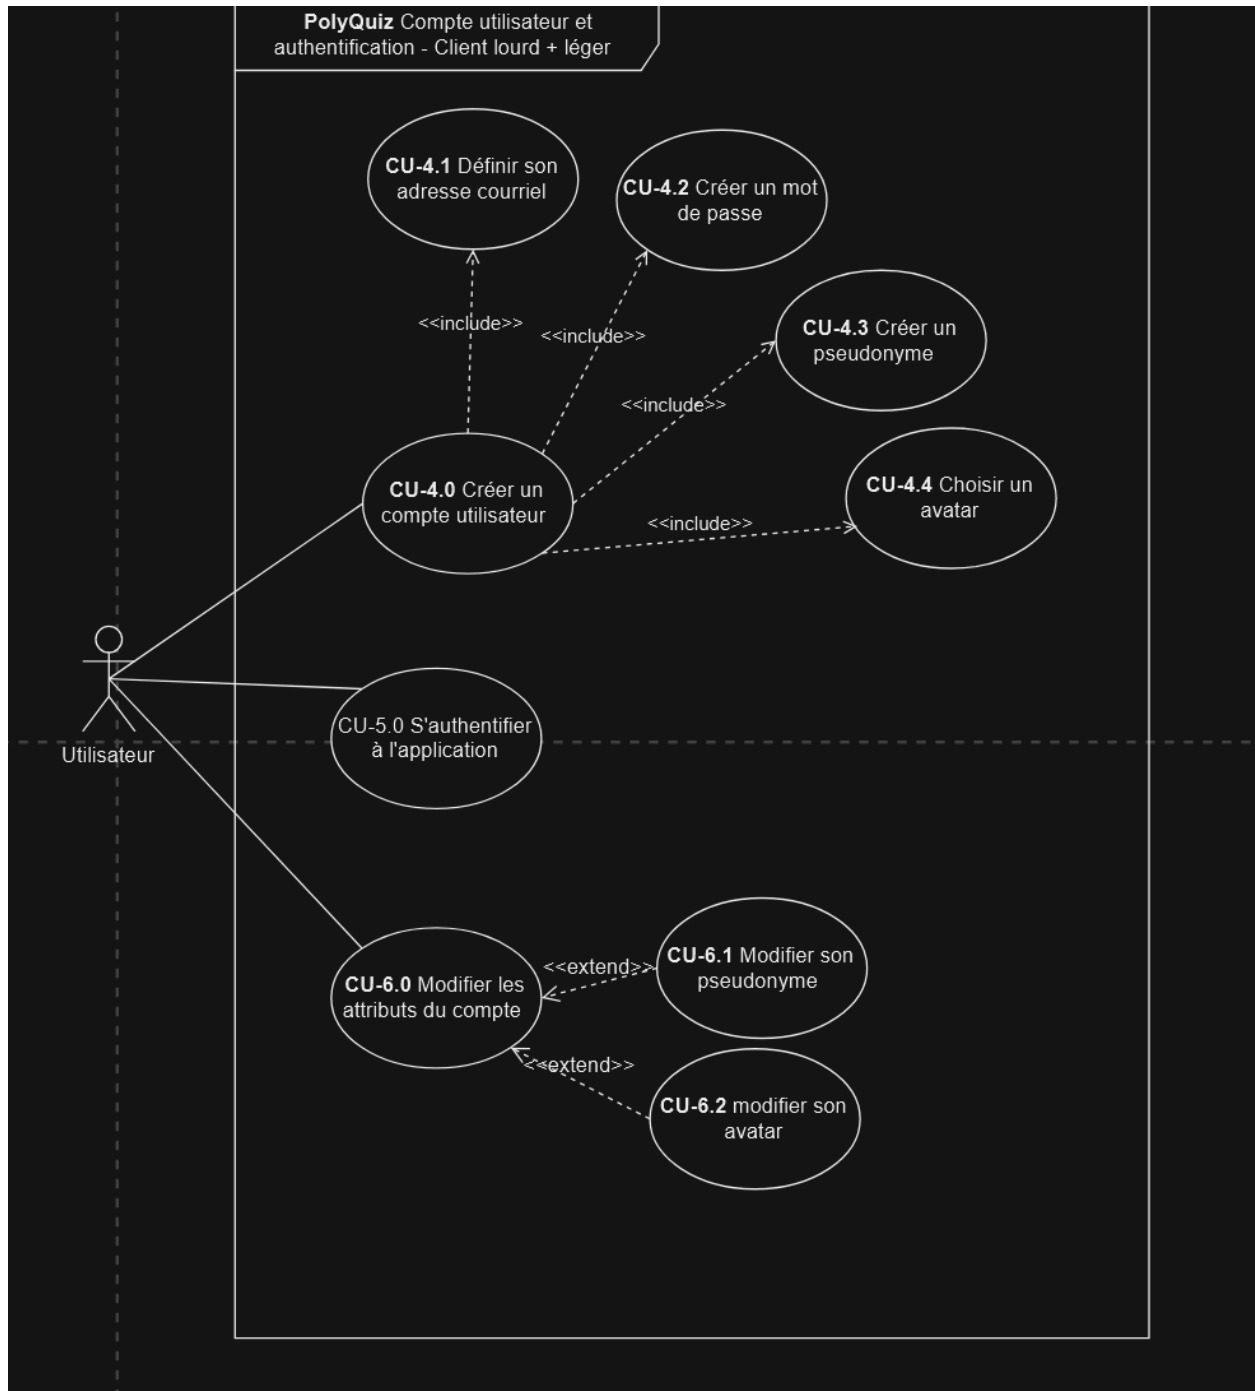 PolyQuiz Compte utilisateur et
authentification - Client lourd + léger
CU-4.1 Définir son
adresse courriel
CU-4.2 Créer un mot
de passe
<<include>>
<<include>>
CU-4.3 Créer un
pseudonyme
<<include>>
CU-4.0 Créer un
compte utilisateur
CU-4.4 Choisir un
avatar
<<include>>
CU-5.0 S'authentifier
à l'application
Utilisateur
CU-6.0 Modifier les
attributs du compte
<<extend>>
CU-6.1 Modifier son
pseudonyme
<<extend>>
CU-6.2 modifier son
avatar